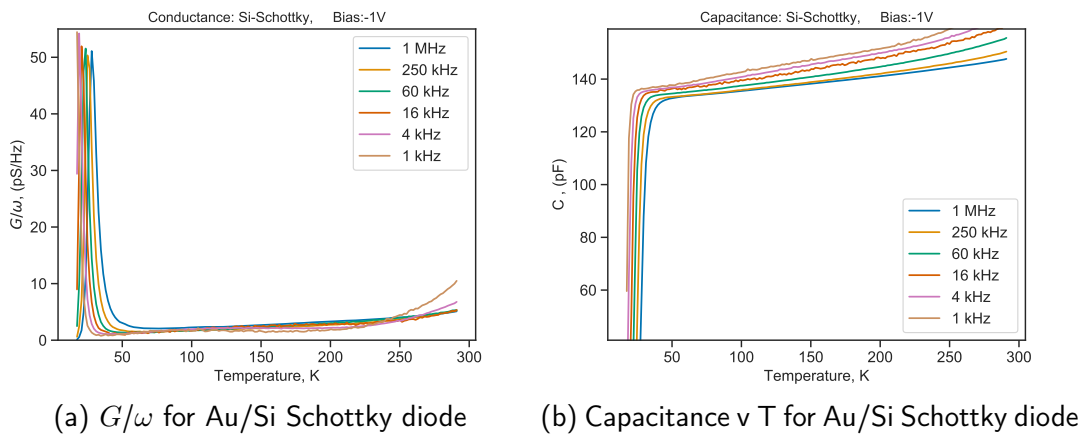 Conductance: Si-Schottky, Bias:-1V
50
40
30
20
10
0
G/ω, (pS/Hz)
1 MHz
250 kHz
60 kHz
16 kHz
4 kHz
1 kHz
50 100 150 200 250 300
Temperature, K
(a) G/ω for Au/Si Schottky diode
Capacitance: Si-Schottky, Bias:-1V
140
120
100
80
60
C , (pF)
1 MHz
250 kHz
60 kHz
16 kHz
4 kHz
1 kHz
50 100 150 200 250 300
Temperature, K
(b) Capacitance v T for Au/Si Schottky diode